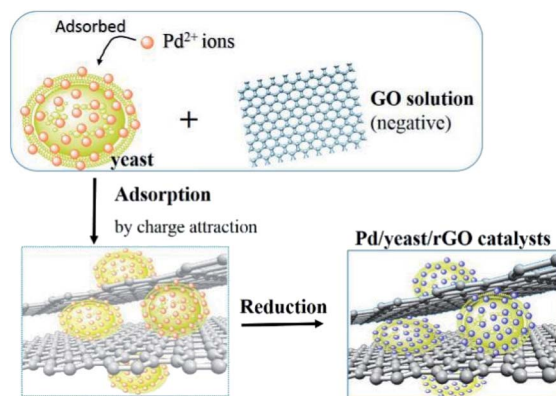 Adsorbed
Pd²⁺ ions
GO solution
(negative)
+
yeast
Adsorption
by charge attraction
Pd/yeast/rGO catalysts
Reduction